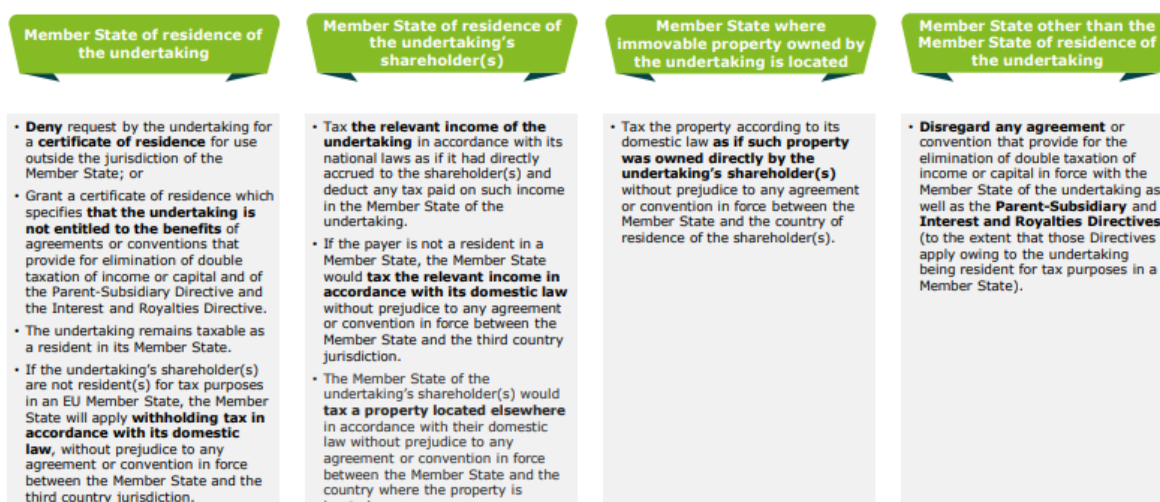 Member State of residence of
the undertaking
• Deny request by the undertaking for
a certificate of residence for use
outside the jurisdiction of the
Member State; or
• Grant a certificate of residence which
specifies that the undertaking is
not entitled to the benefits of
agreements or conventions that
provide for elimination of double
taxation of income or capital and of
the Parent-Subsidiary Directive and
the Interest and Royalties Directive.
• The undertaking remains taxable as
a resident in its Member State.
• If the undertaking's shareholder(s)
are not resident(s) for tax purposes
in an EU Member State, the Member
State will apply withholding tax in
accordance with its domestic
law, without prejudice to any
agreement or convention in force
between the Member State and the
third country jurisdiction.
Member State of residence of
the undertaking's
shareholder(s)
• Tax the relevant income of the
undertaking in accordance with its
national laws as if it had directly
accrued to the shareholder(s) and
deduct any tax paid on such income
in the Member State of the
undertaking.
• If the payer is not a resident in a
Member State, the Member State
would tax the relevant income in
accordance with its domestic law
without prejudice to any agreement
or convention in force between the
Member State and the third country
jurisdiction.
• The Member State of the
undertaking's shareholder(s) would
tax a property located elsewhere
in accordance with their domestic
law without prejudice to any
agreement or convention in force
between the Member State and the
country where the property is
Member State where
immovable property owned by
the undertaking is located
• Tax the property according to its
domestic law as if such property
was owned directly by the
undertaking's shareholder(s)
without prejudice to any agreement
or convention in force between the
Member State and the country of
residence of the shareholder(s).
Member State other than the
Member State of residence of
the undertaking
• Disregard any agreement or
convention that provide for the
elimination of double taxation of
income or capital in force with the
Member State of the undertaking as
well as the Parent-Subsidiary and
Interest and Royalties Directives
(to the extent that those Directives
apply owing to the undertaking
being resident for tax purposes in a
Member State).